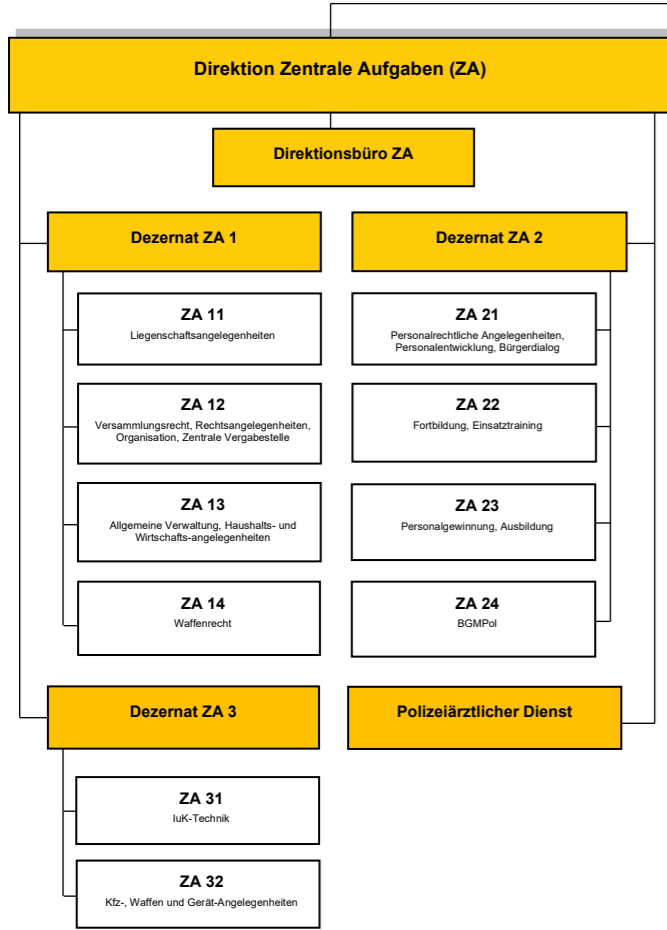 Direktion Zentrale Aufgaben (ZA)
Direktionsbüro ZA
Dezernat ZA 1
ZA 11
Liegenschaftsangelegenheiten
ZA 12
Versammlungsrecht, Rechtsangelegenheiten,
Organisation, Zentrale Vergabestelle
ZA 13
Allgemeine Verwaltung, Haushalts- und
Wirtschafts-angelegenheiten
ZA 14
Waffenrecht
Dezernat ZA 2
ZA 21
Personalrechtliche Angelegenheiten,
Personalentwicklung, Bürgerdialog
ZA 22
Fortbildung, Einsatztraining
ZA 23
Personalgewinnung, Ausbildung
ZA 24
BGMPol
Dezernat ZA 3
ZA 31
IuK-Technik
ZA 32
Kfz-, Waffen und Gerät-Angelegenheiten
Polizeiärztlicher Dienst